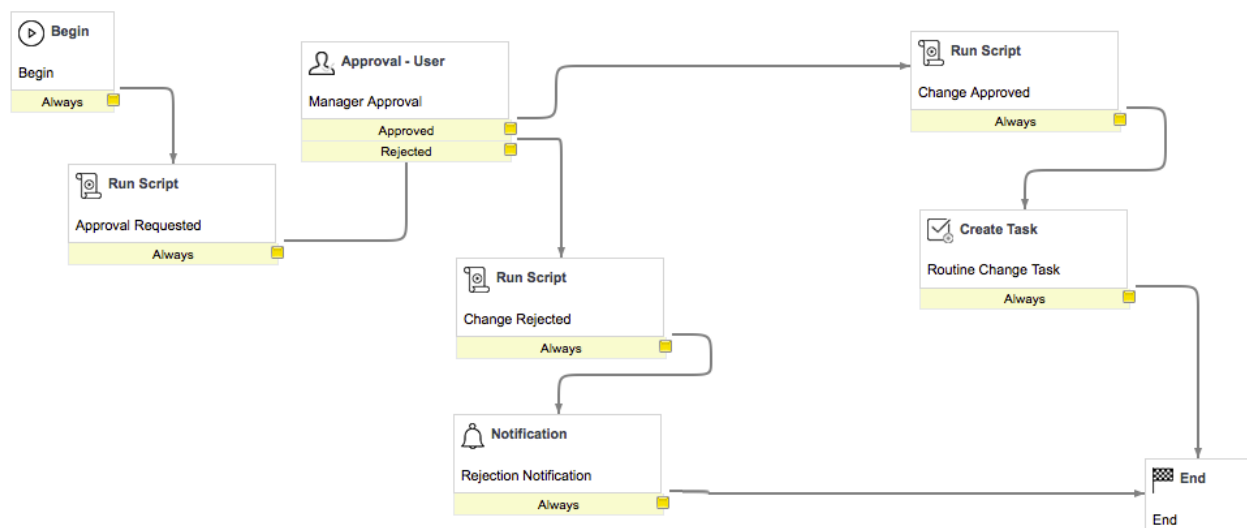 Begin
Begin
Always
Run Script
Approval Requested
Always
Approval - User
Manager Approval
Approved
Rejected
Run Script
Change Rejected
Always
Notification
Rejection Notification
Always
Run Script
Change Approved
Always
Create Task
Routine Change Task
Always
End
End